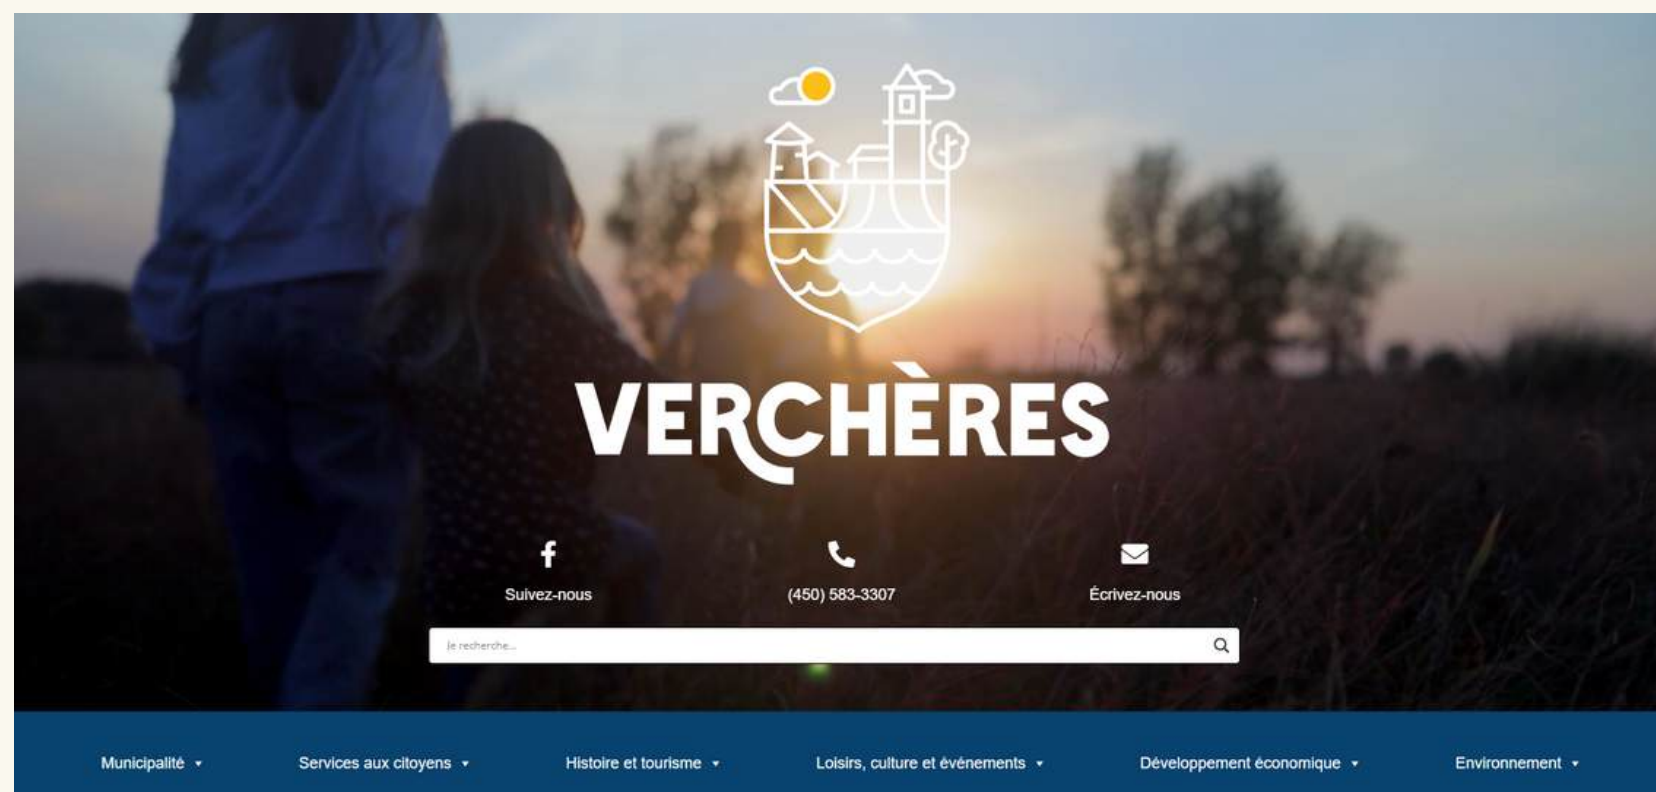 VERCHÈRES
Suivez-nous
(450) 583-3307
Écrivez-nous
Je recherche...
Municipalité
Services aux citoyens
Histoire et tourisme
Loisirs, culture et événements
Développement économique
Environnement